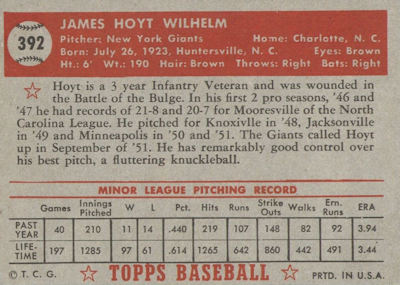 392
JAMES HOYT WILHELM
Pitcher: New York Giants Home: Charlotte, N. C.
Born: July 26, 1923, Huntersville, N. C. Eyes: Brown
Ht.: 6' Wt.: 190 Hair: Brown Throws: Right Bats: Right
Hoyt is a 3 year Infantry Veteran and was wounded
in the Battle of the Bulge. In his first 2 pro seasons, '46 and
'47 he had records of 21-8 and 20-7 for Mooresville of the North
Carolina League. He pitched for Knoxville in '48, Jacksonville
in '49 and Minneapolis in '50 and '51. The Giants called Hoyt
up in September of '51. He has remarkably good control over
his best pitch, a fluttering knuckleball.
MINOR LEAGUE PITCHING RECORD
Games Innings Pitched W L Pct. Hits Runs Strike Outs Walks Ern. Runs ERA
PAST YEAR 40 210 11 14 .440 219 107 148 82 92 3.94
LIFE-TIME 197 1285 97 61 .614 1265 642 860 442 491 3.44
© T. C. G. TOPPS BASEBALL PRTD. IN U.S.A.